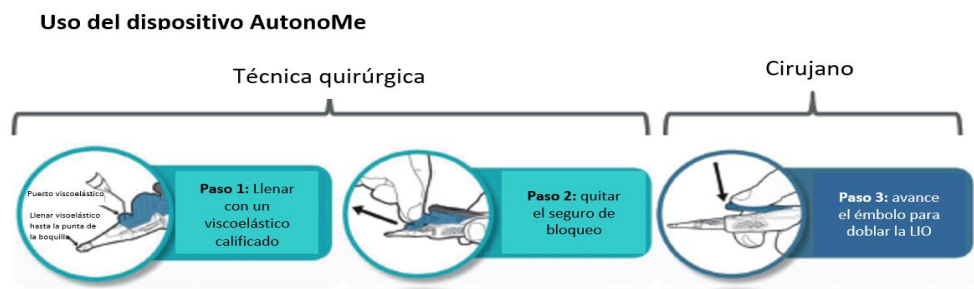 Uso del dispositivo AutonoMe
Técnica quirúrgica
Cirujano
Puerto viscoelástico
Llenar visoelástico
hasta la punta de
la boquilla
Paso 1: Llenar
con un
viscoelástico
calificado
Paso 2: quitar
el seguro de
bloqueo
Paso 3: avance
el émbolo para
doblar la LIO